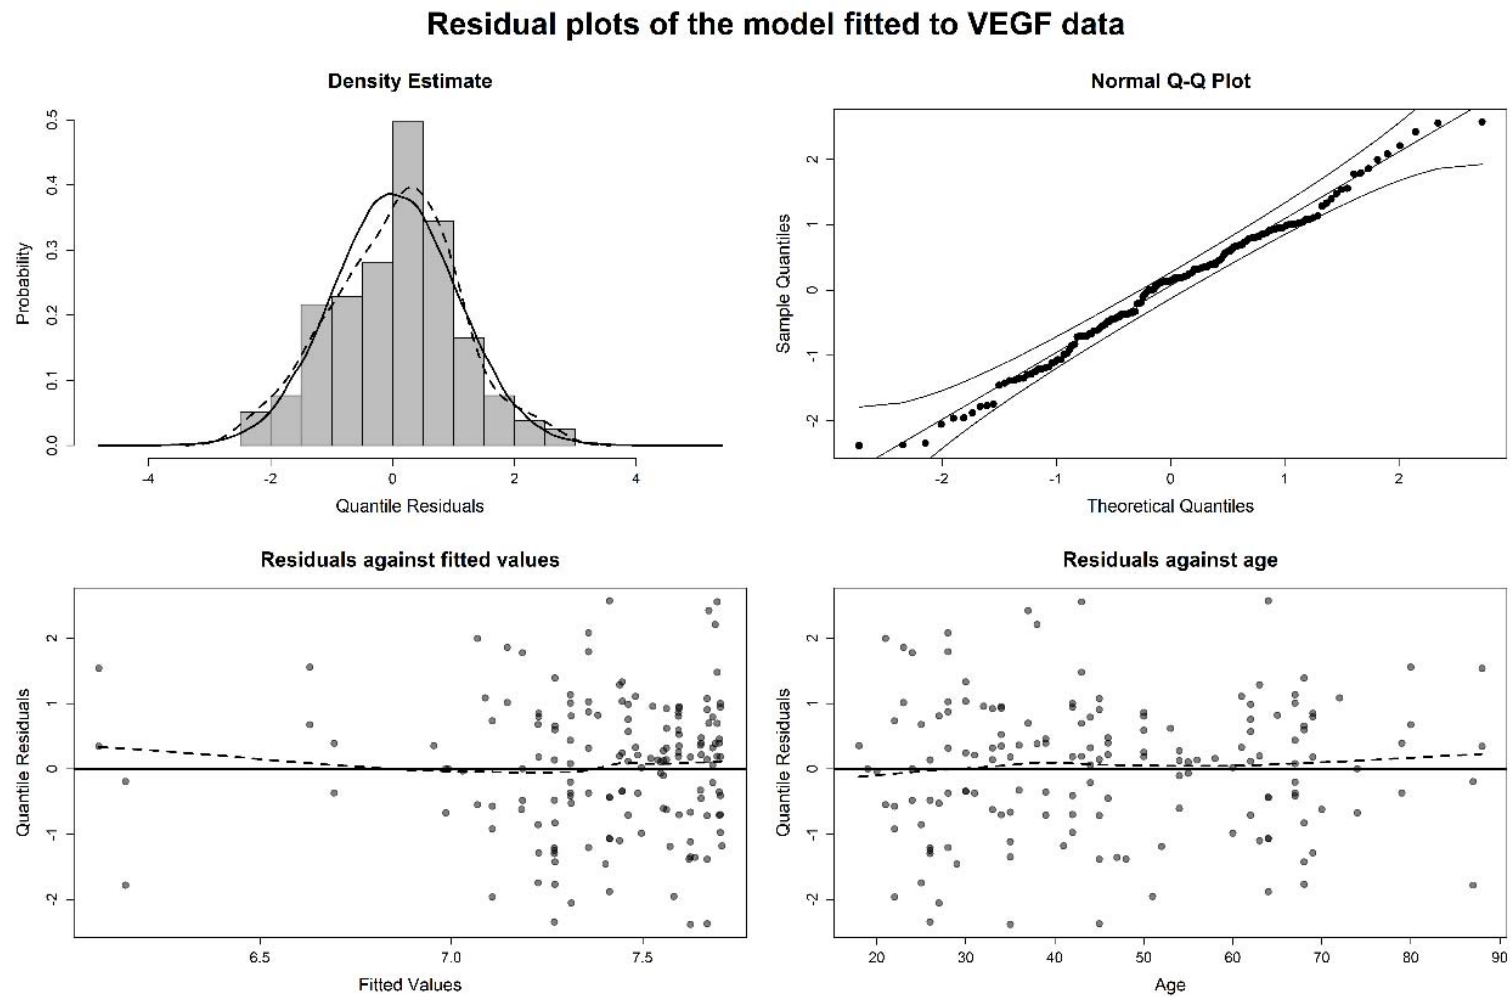 Residual plots of the model fitted to VEGF data
Density Estimate
Probability
0.5
0.4
0.3
0.2
0.1
0.0
-4 -2 0 2 4
Quantile Residuals
Normal Q-Q Plot
Sample Quantiles
2
1
0
-1
-2
-2 -1 0 1 2
Theoretical Quantiles
Residuals against fitted values
Quantile Residuals
2
1
0
-1
-2
6.5 7.0 7.5
Fitted Values
Residuals against age
Quantile Residuals
2
1
0
-1
-2
20 30 40 50 60 70 80 90
Age